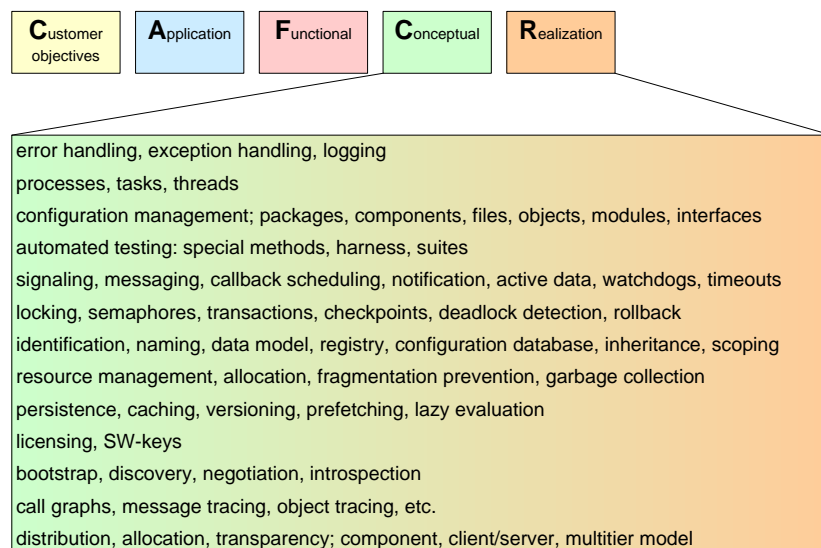 Customer objectives
Application
Functional
Conceptual
Realization
error handling, exception handling, logging
processes, tasks, threads
configuration management; packages, components, files, objects, modules, interfaces
automated testing: special methods, harness, suites
signaling, messaging, callback scheduling, notification, active data, watchdogs, timeouts
locking, semaphores, transactions, checkpoints, deadlock detection, rollback
identification, naming, data model, registry, configuration database, inheritance, scoping
resource management, allocation, fragmentation prevention, garbage collection
persistence, caching, versioning, prefetching, lazy evaluation
licensing, SW-keys
bootstrap, discovery, negotiation, introspection
call graphs, message tracing, object tracing, etc.
distribution, allocation, transparency; component, client/server, multitier model